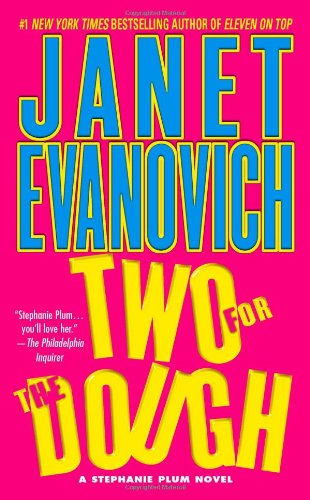 #1 NEW YORK TIMES BESTSELLING AUTHOR OF ELEVEN ON TOP
JANET
EVANOVICH
TWO FOR
THE
DOUGH
"Stephanie Plum...
you'll love her."
—The Philadelphia
Inquirer
A STEPHANIE PLUM NOVEL